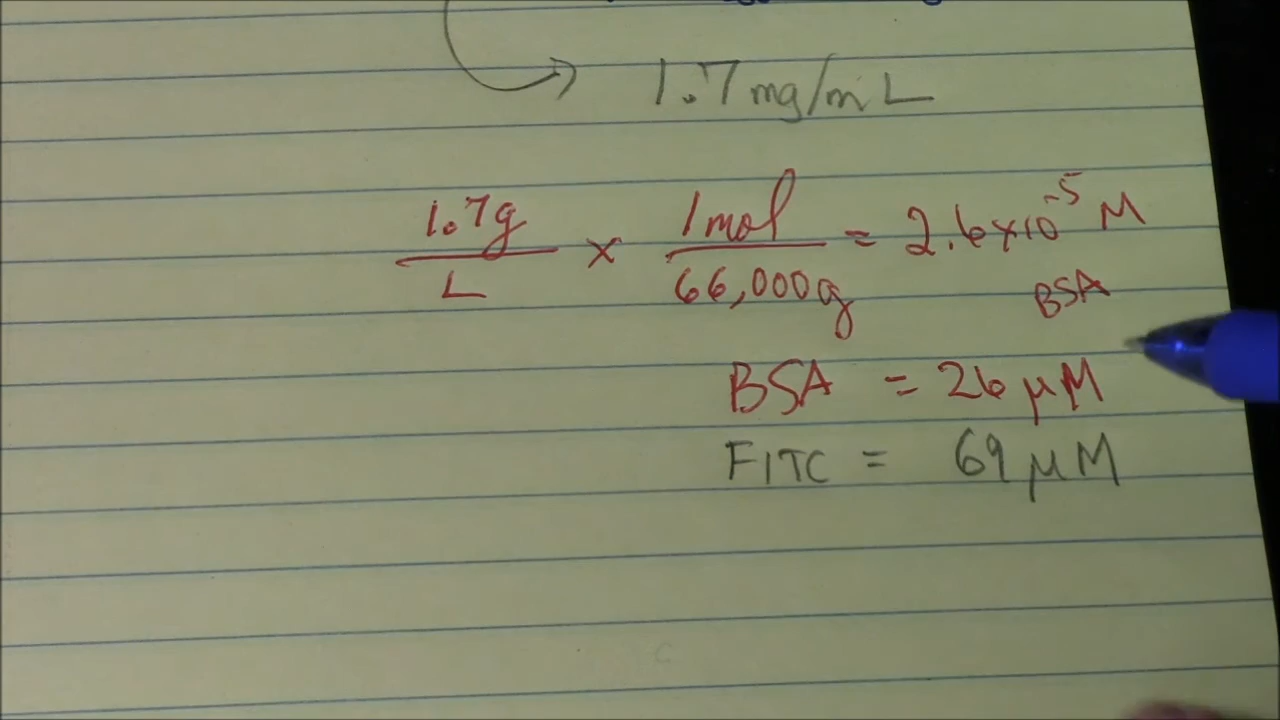 1.7 mg/mL
1.7g / L × 1mol / 66,000g = 2.6×10⁻⁵ M
BSA
BSA = 26 μM
FITC = 69 μM